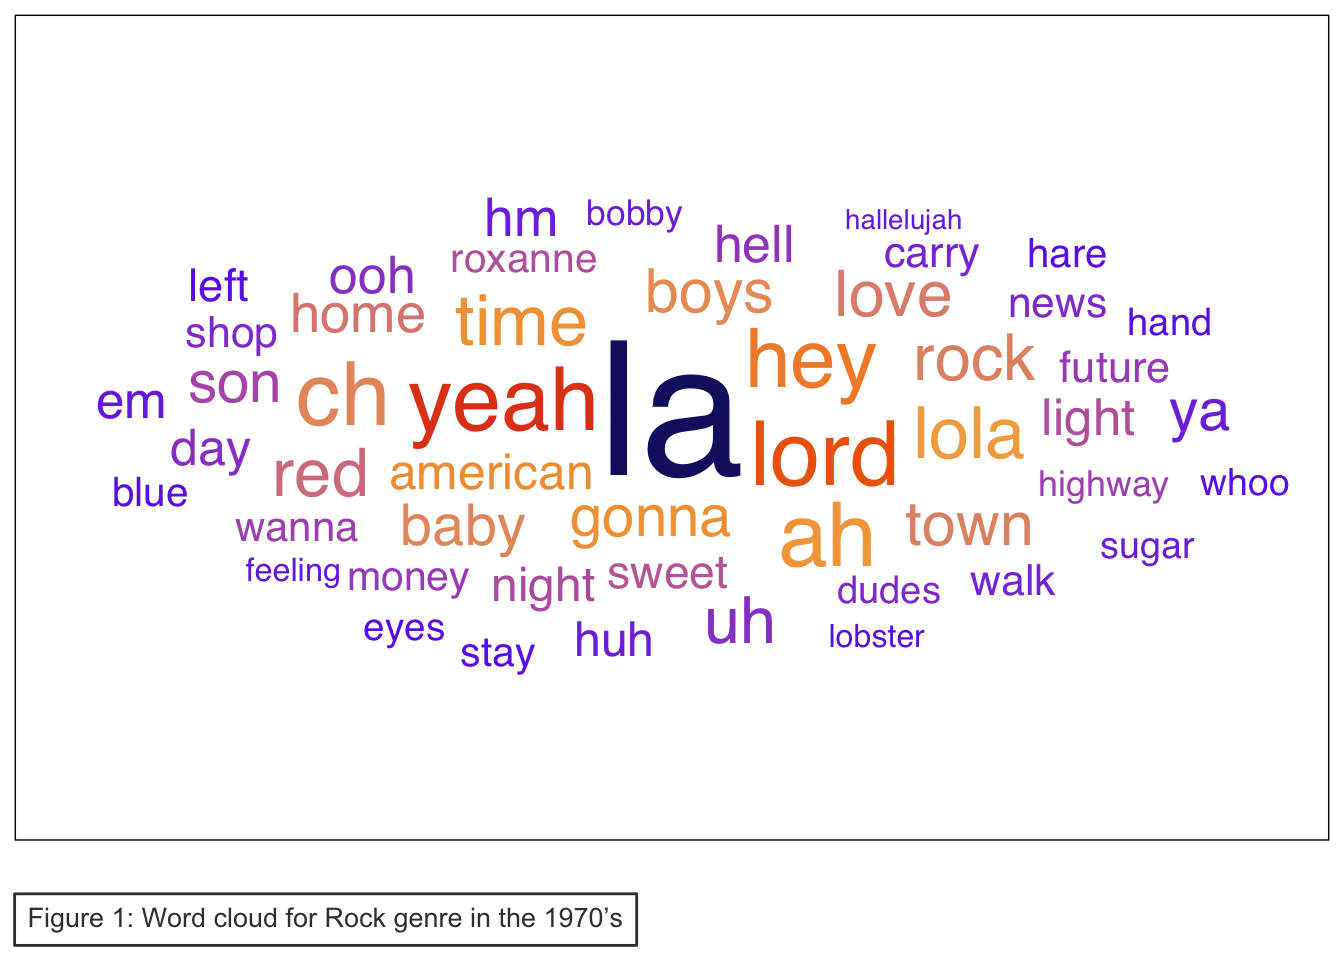 hm bobby hallelujah
roxanne hell carry hare
left ooh boys love news
shop home time hand
son ch yeah la hey rock future
em lord lola light ya
day red american highway whoo
blue wanna baby gonna ah town sugar
feeling money night sweet dudes walk
eyes stay huh uh lobster
Figure 1: Word cloud for Rock genre in the 1970’s